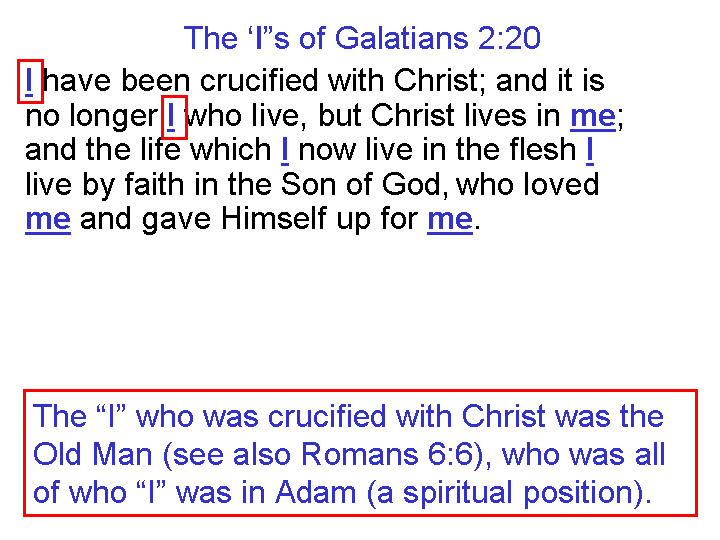 The ‘I”s of Galatians 2:20
I have been crucified with Christ; and it is
no longer I who live, but Christ lives in me;
and the life which I now live in the flesh I
live by faith in the Son of God, who loved
me and gave Himself up for me.
The “I” who was crucified with Christ was the
Old Man (see also Romans 6:6), who was all
of who “I” was in Adam (a spiritual position).